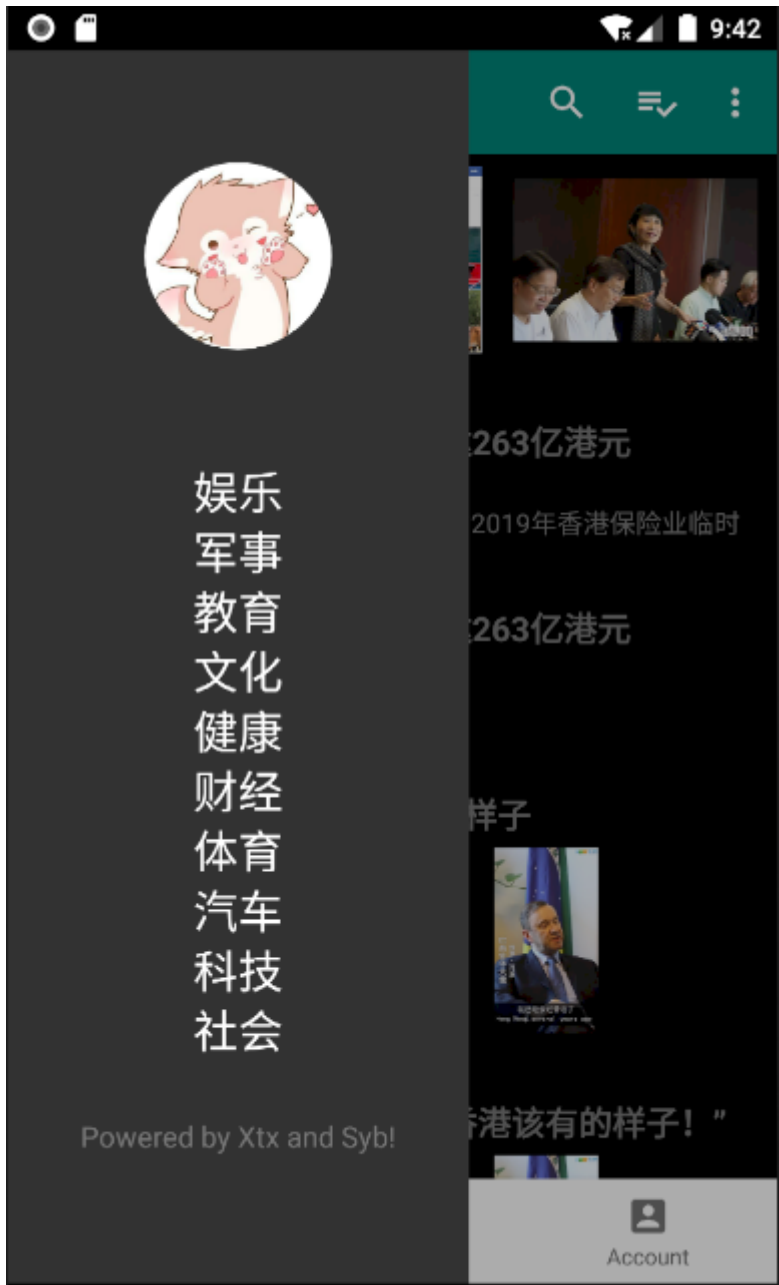 9:42
娱乐
军事
教育
文化
健康
财经
体育
汽车
科技
社会
Powered by Xtx and Syb!
263亿港元
2019年香港保险业临时
263亿港元
样子
港该有的样子！”
Account